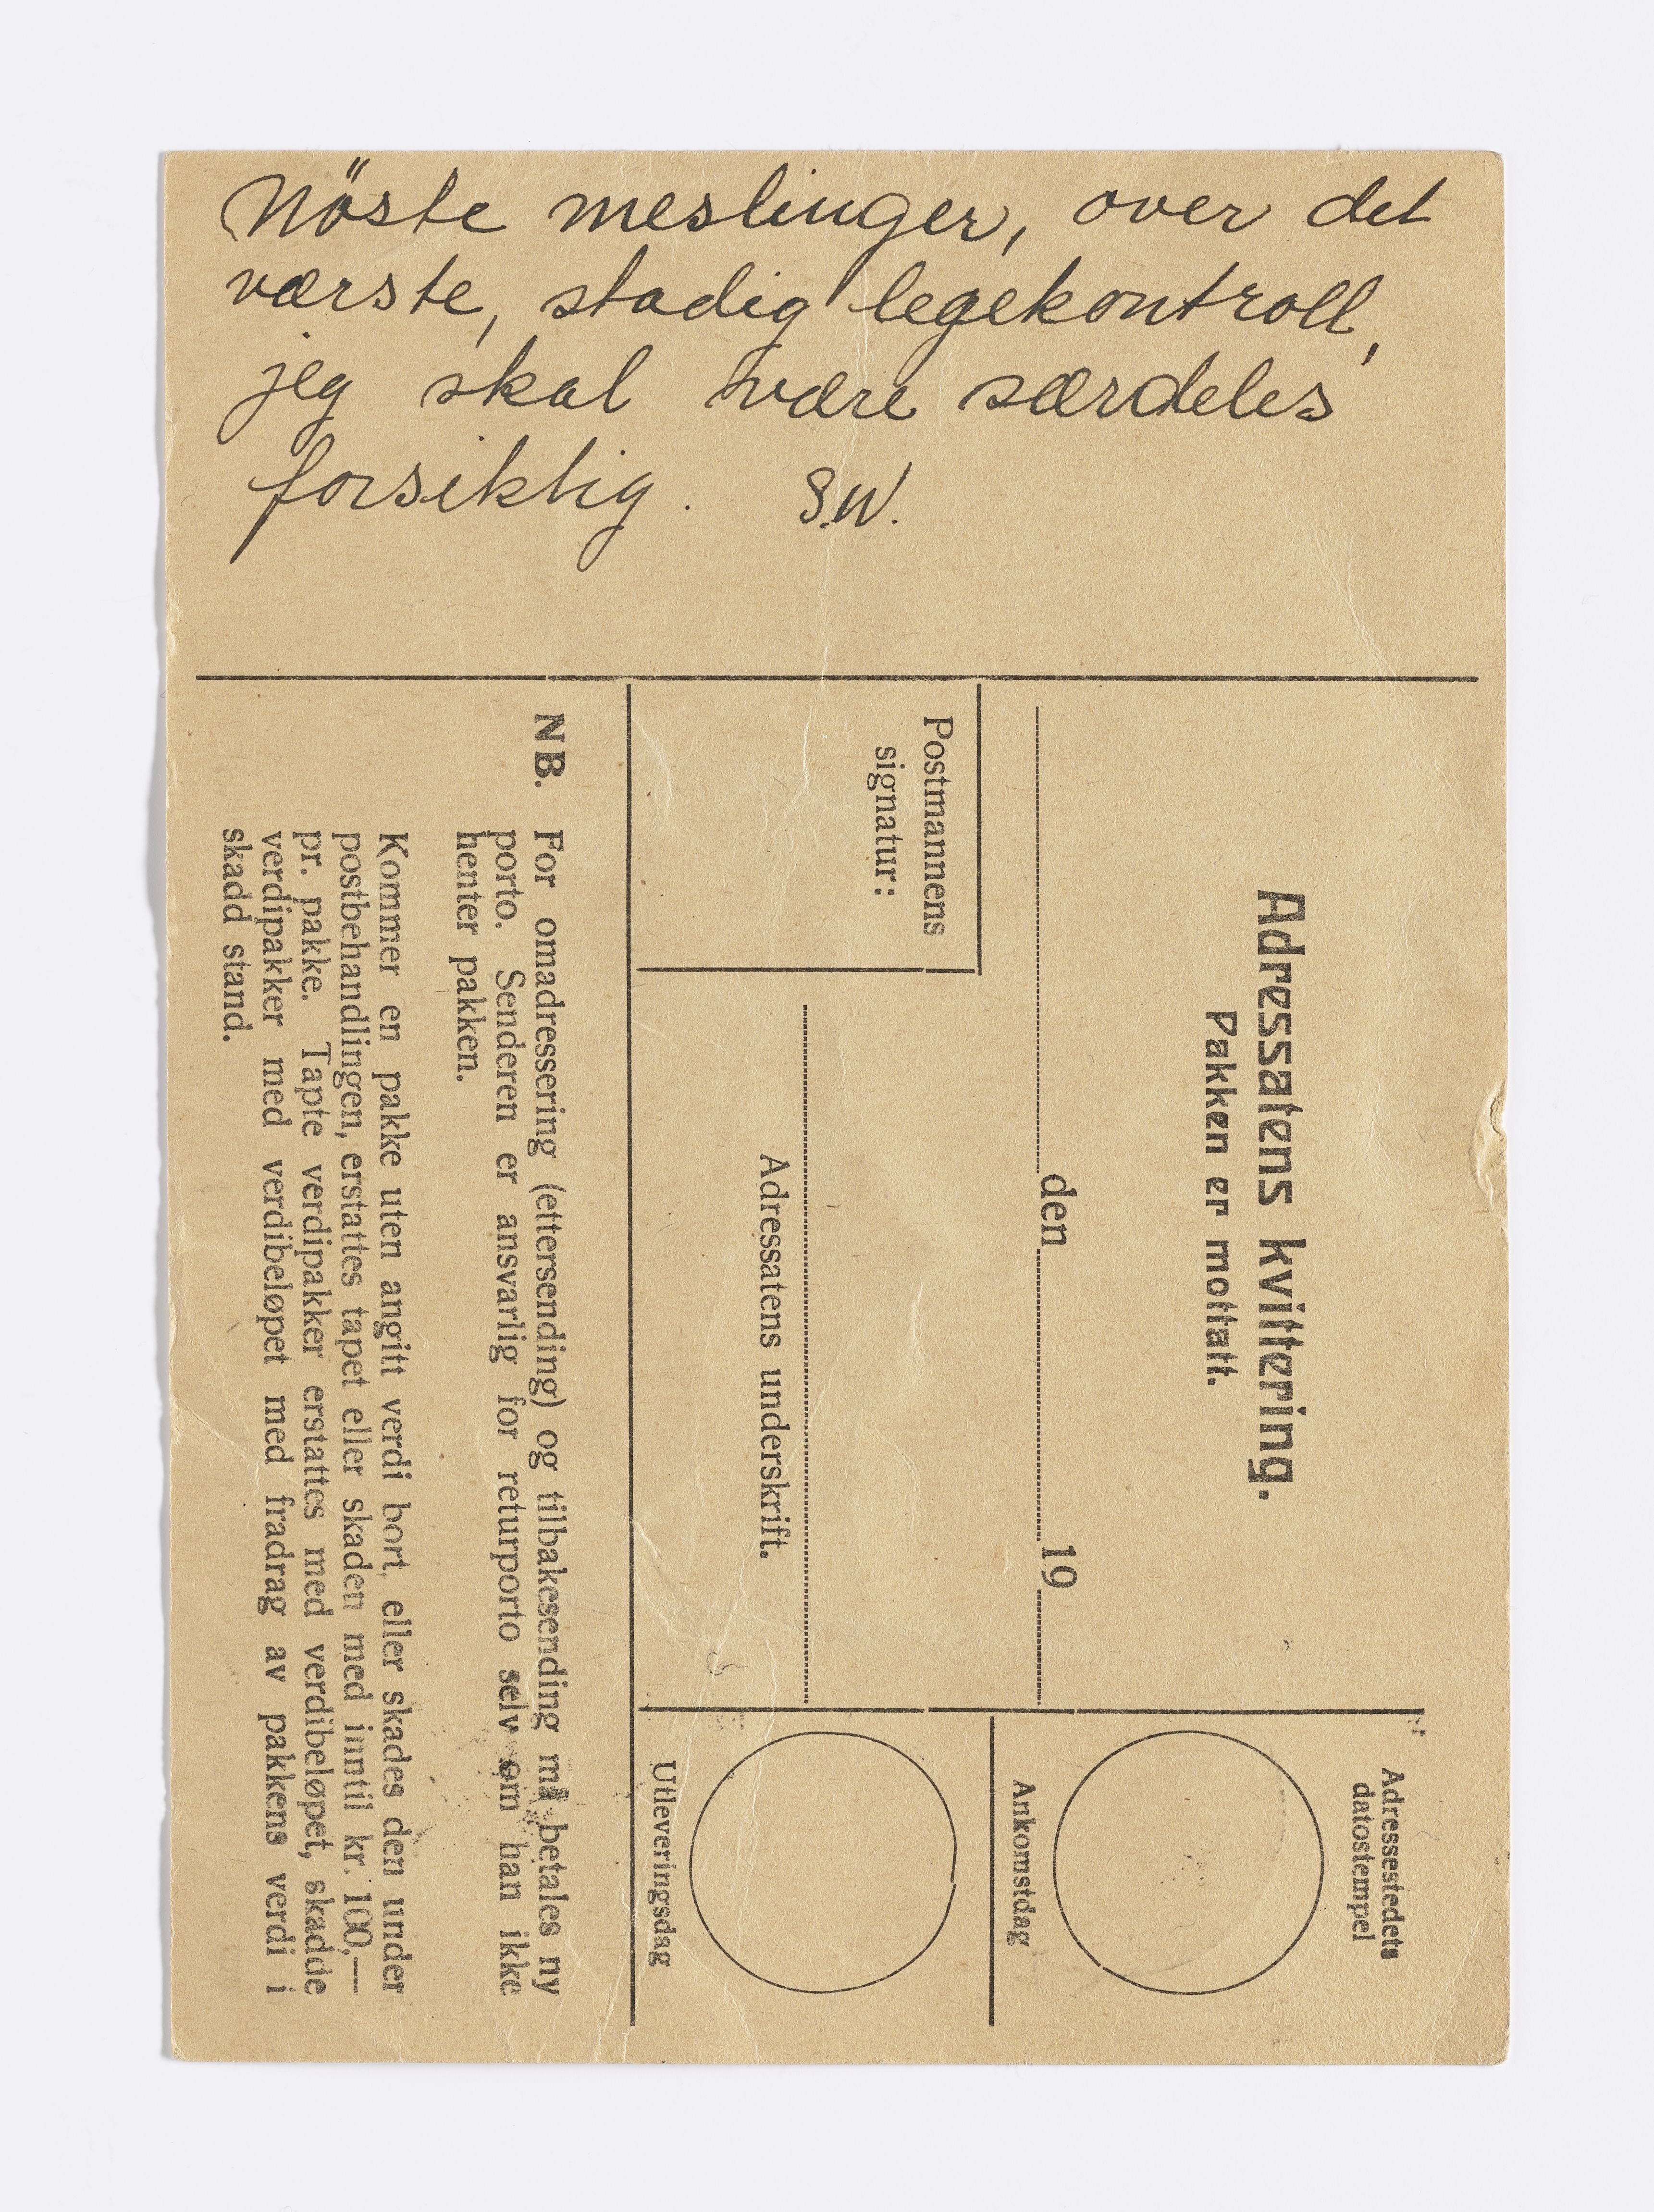 Nöste meslinger, over det
værste, stadig legekontroll,
jeg skal være særdeles
forsiktig. S.W.
Adressatens kvittering.
Pakken er mottatt.
den 19
Postmannens
signatur:
Adressatens underskrift.
Adressestedets
datostempel
Ankomstdag
Utleveringsdag
NB. For omadressering (ettersending) og tilbakesending må betales ny
porto. Senderen er ansvarlig for returporto selv om han ikke
henter pakken.
Kommer en pakke uten angitt verdi bort, eller skades den under
postbehandlingen, erstattes tapet eller skaden med inntil kr. 100,—
pr. pakke. Tapte verdipakker erstattes med verdibeløpet, skadde
verdipakker med verdibeløpet med fradrag av pakkens verdi i
skadd stand.